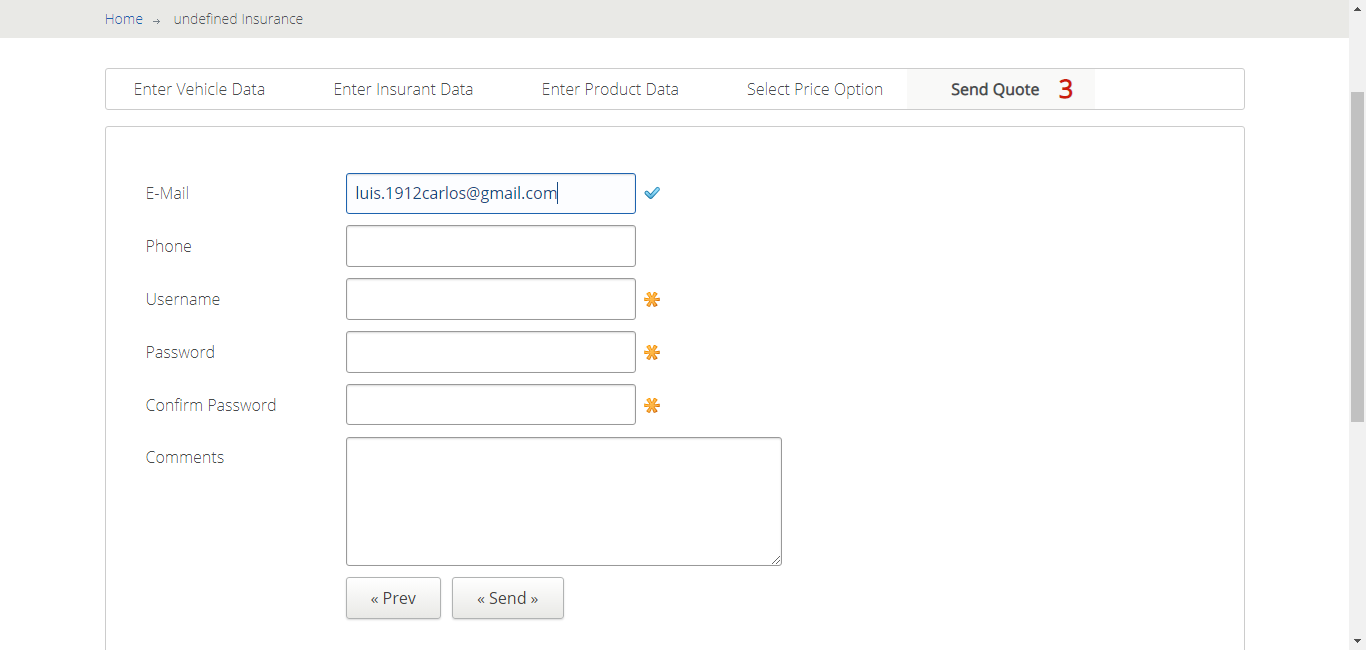 Home → undefined Insurance
Enter Vehicle Data Enter Insurant Data Enter Product Data Select Price Option Send Quote 3
E-Mail luis.1912carlos@gmail.com
Phone
Username
Password
Confirm Password
Comments
« Prev « Send »